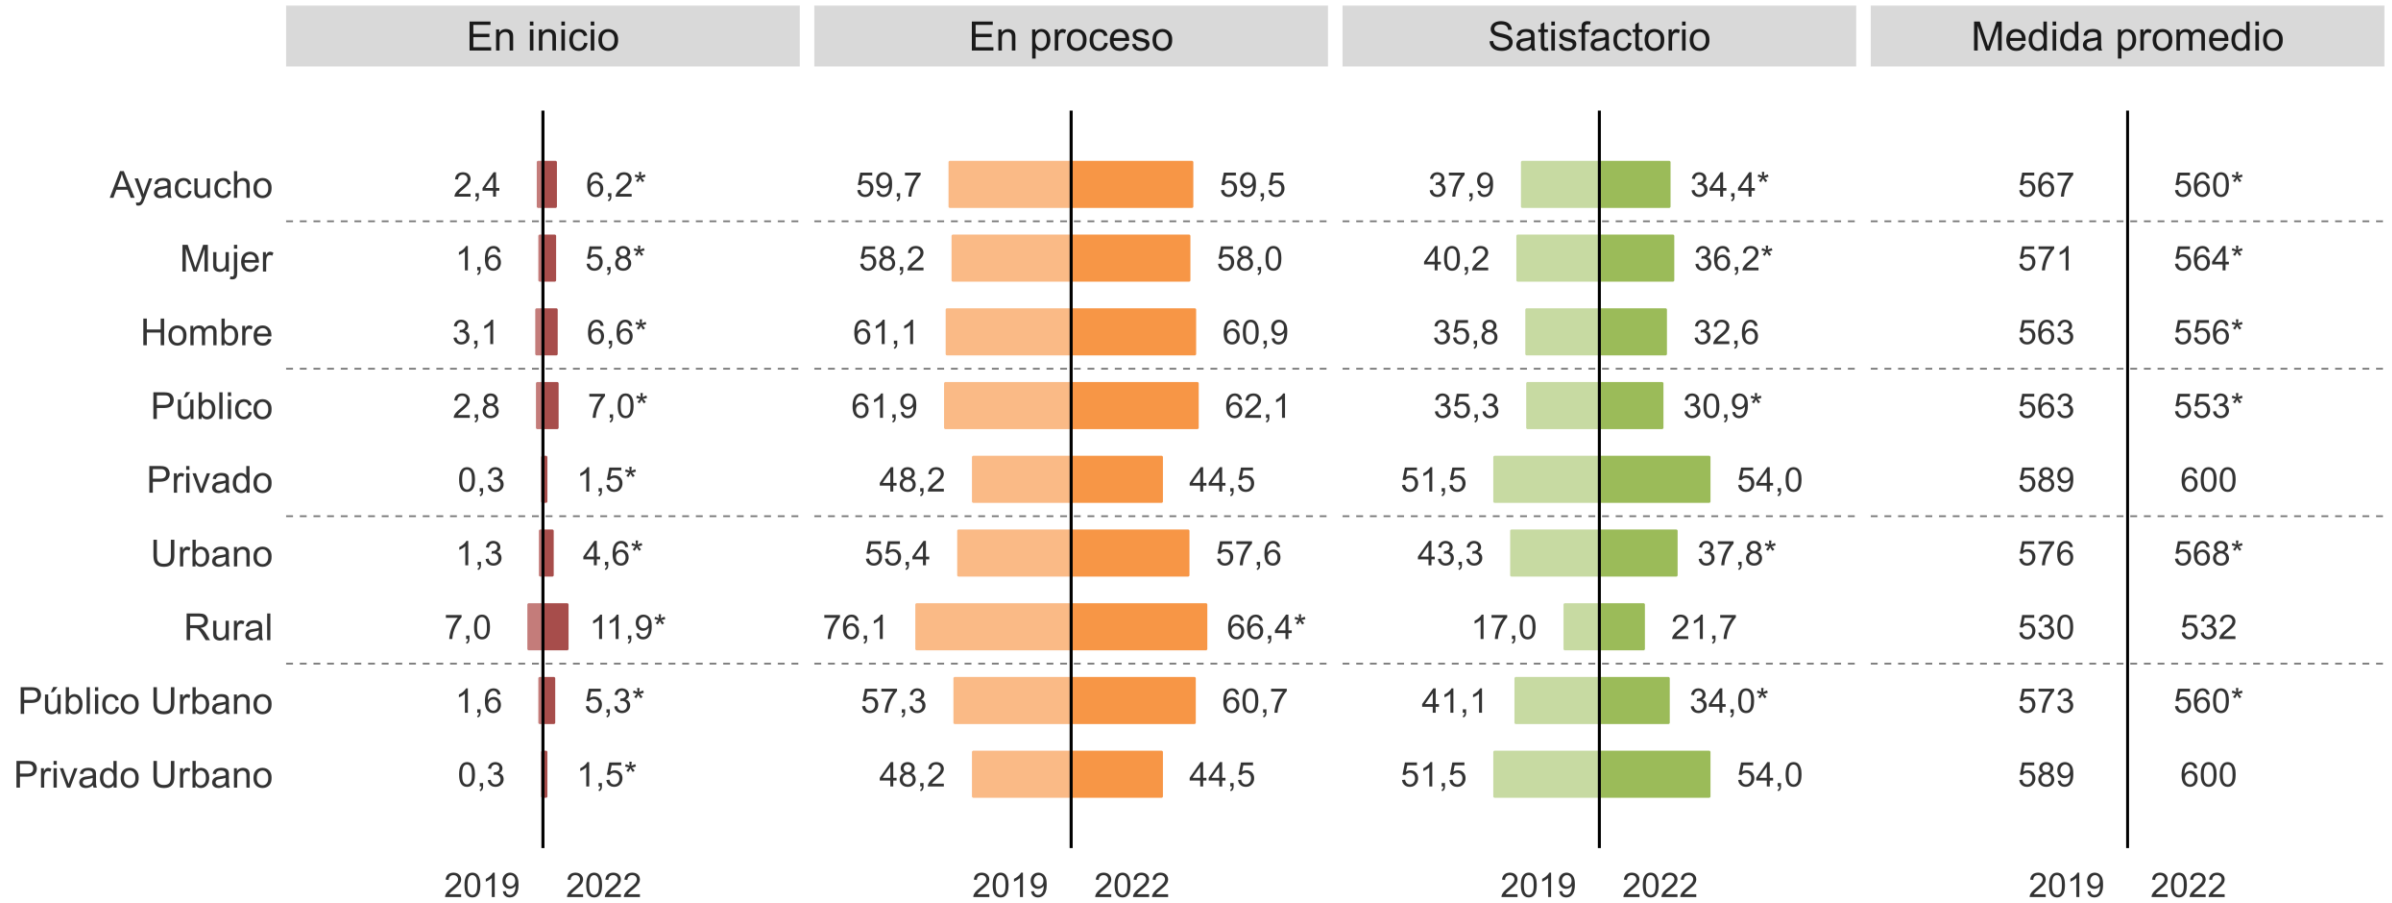 En inicio En proceso Satisfactorio Medida promedio
Ayacucho 2,4 6,2* 59,7 59,5 37,9 34,4* 567 560*
Mujer 1,6 5,8* 58,2 58,0 40,2 36,2* 571 564*
Hombre 3,1 6,6* 61,1 60,9 35,8 32,6 563 556*
Público 2,8 7,0* 61,9 62,1 35,3 30,9* 563 553*
Privado 0,3 1,5* 48,2 44,5 51,5 54,0 589 600
Urbano 1,3 4,6* 55,4 57,6 43,3 37,8* 576 568*
Rural 7,0 11,9* 76,1 66,4* 17,0 21,7 530 532
Público Urbano 1,6 5,3* 57,3 60,7 41,1 34,0* 573 560*
Privado Urbano 0,3 1,5* 48,2 44,5 51,5 54,0 589 600
2019 2022 2019 2022 2019 2022 2019 2022